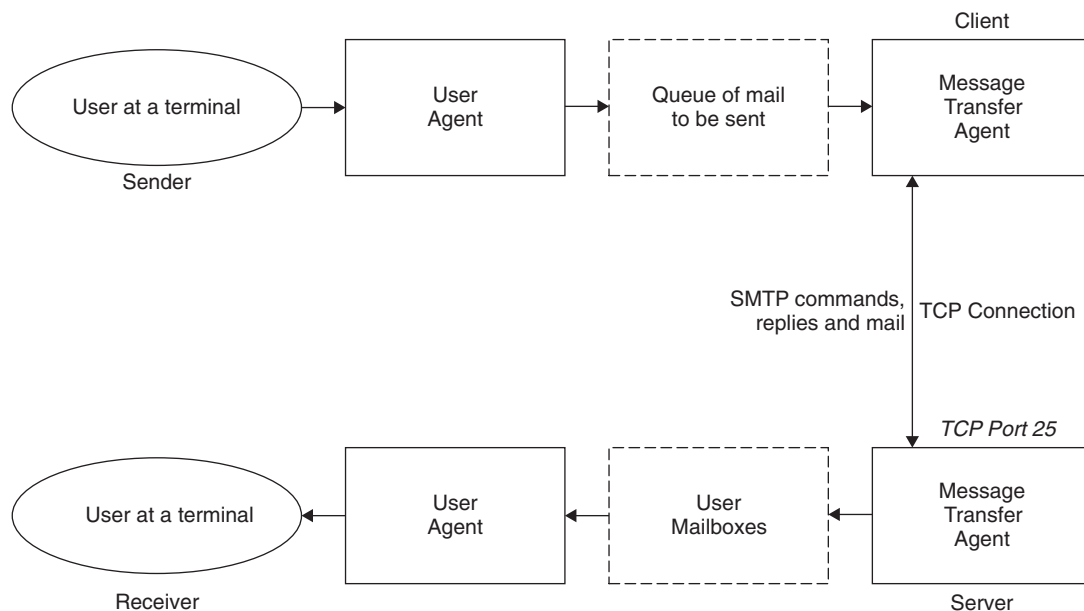 Client
User at a terminal
User
Agent
Queue of mail
to be sent
Message
Transfer
Agent
Sender
SMTP commands,
replies and mail
TCP Connection
TCP Port 25
User at a terminal
User
Agent
User
Mailboxes
Message
Transfer
Agent
Receiver
Server